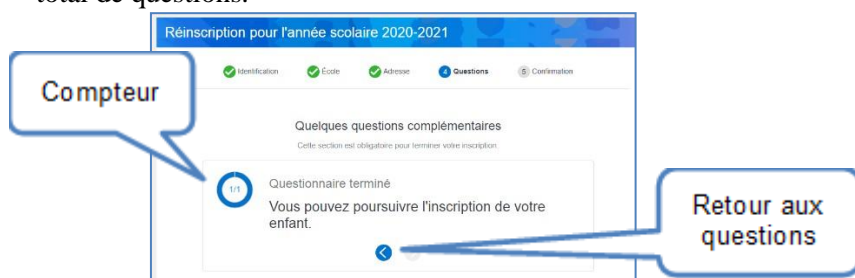 total de questions.
Réinscription pour l'année scolaire 2020-2021
Identification
École
Adresse
4 Questions
5 Confirmation
Compteur
Quelques questions complémentaires
Cette section est obligatoire pour terminer votre inscription.
1/1
Questionnaire terminé
Vous pouvez poursuivre l'inscription de votre
enfant.
Retour aux
questions